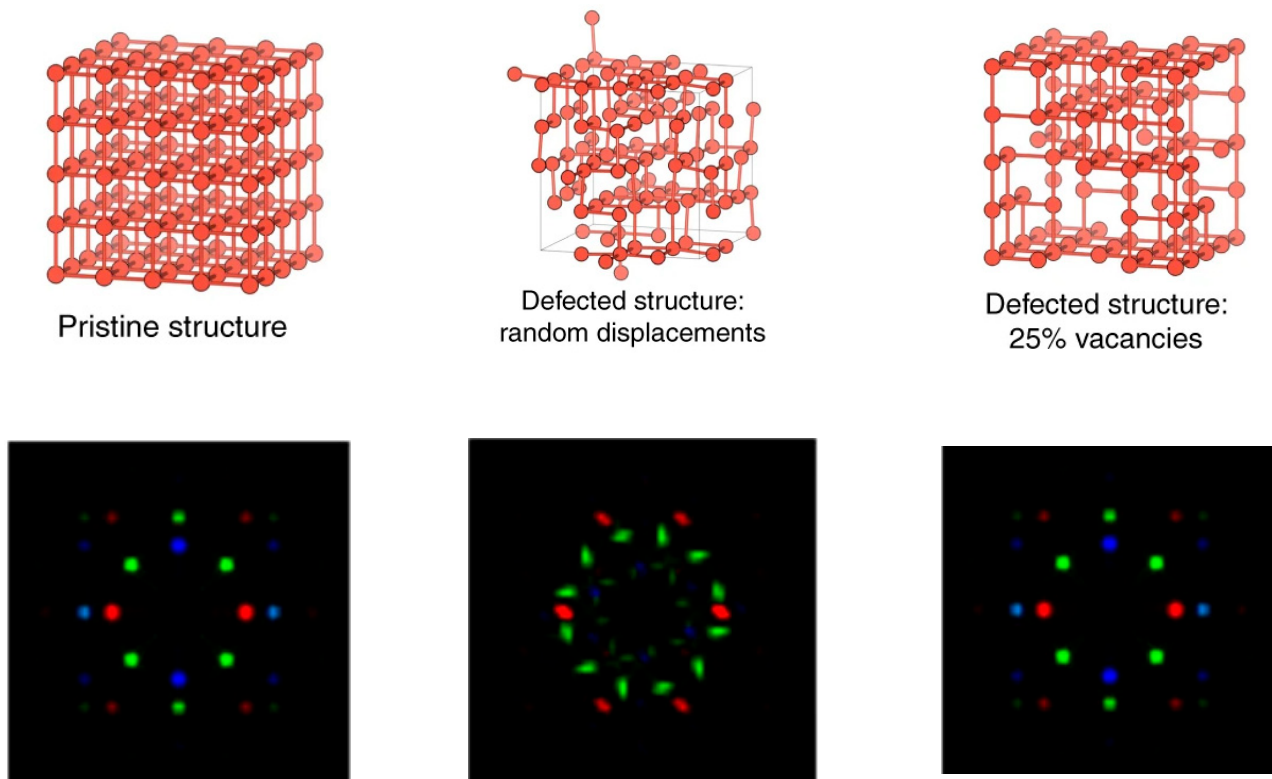 Pristine structure
Defected structure:
random displacements
Defected structure:
25% vacancies